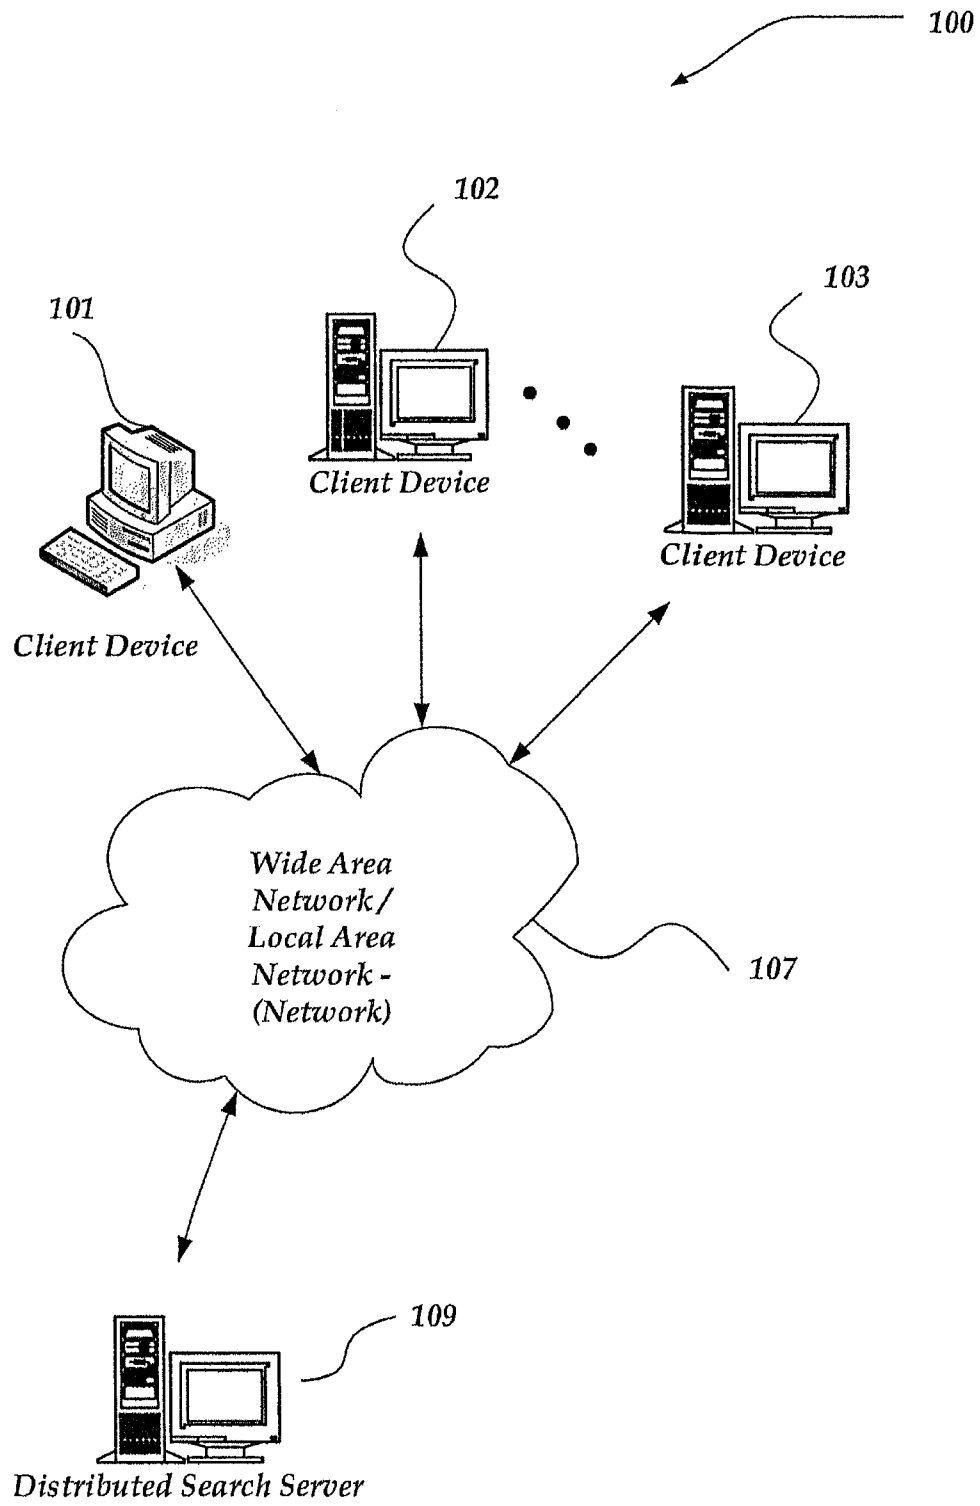 100
102
103
101
Client Device
Client Device
Client Device
Wide Area
Network /
Local Area
Network -
(Network)
107
109
Distributed Search Server